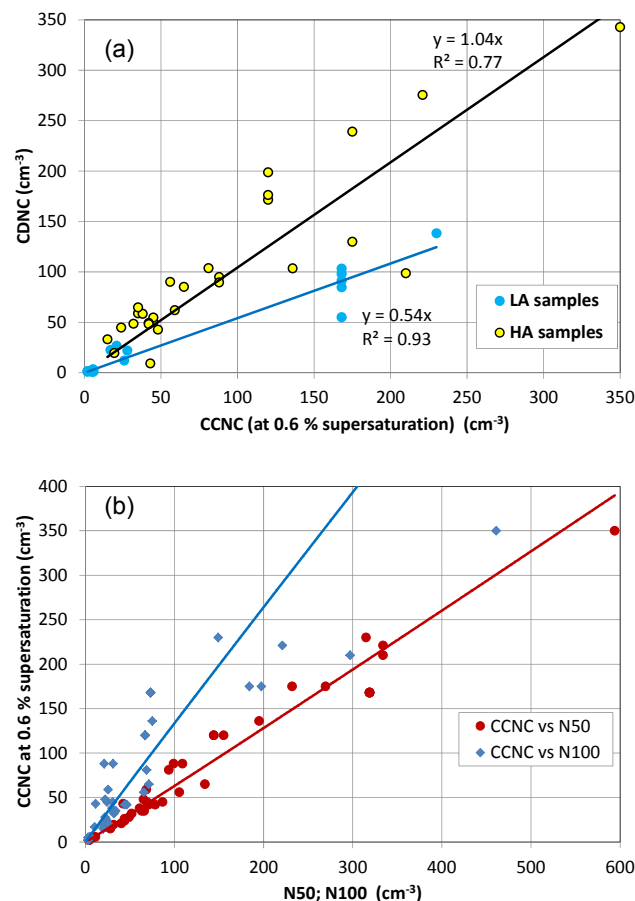 (a)
y = 1.04x
R² = 0.77
350
300
250
200
150
100
50
0
CDNC (cm⁻³)
y = 0.54x
R² = 0.93
LA samples
HA samples
0 50 100 150 200 250 300 350
CCNC (at 0.6 % supersaturation) (cm⁻³)
(b)
400
350
300
250
200
150
100
50
0
CCNC at 0.6 % supersaturation (cm⁻³)
CCNC vs N50
CCNC vs N100
0 100 200 300 400 500 600
N50; N100 (cm⁻³)